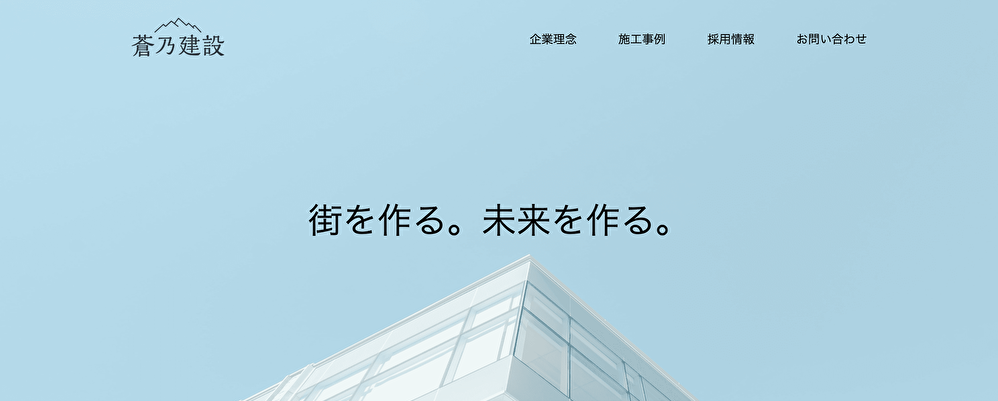 蒼乃建設
企業理念
施工事例
採用情報
お問い合わせ
街を作る。未来を作る。